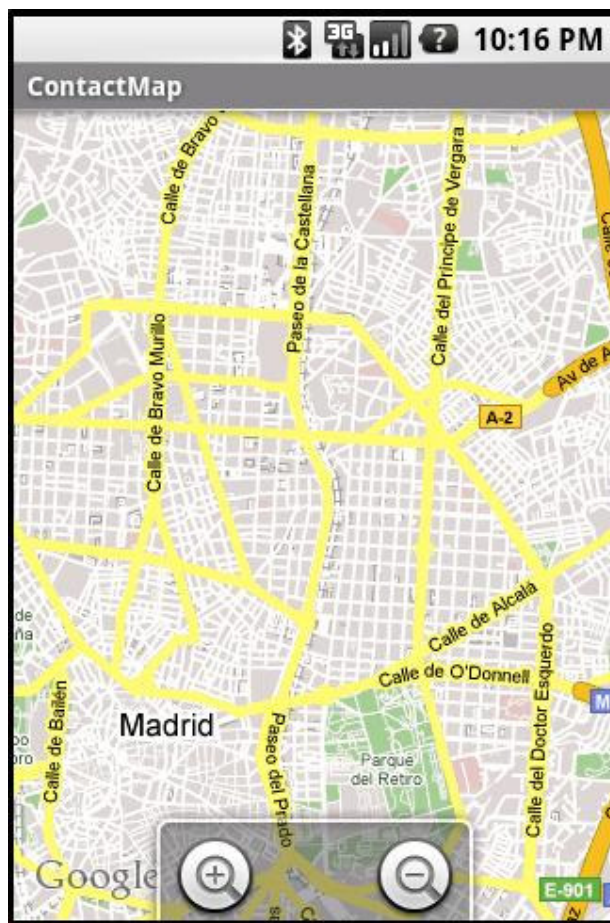 3G
? 10:16 PM
ContactMap
Calle de Bravo
Paseo de la Castellana
Calle del Príncipe de Vergara
Calle de Bravo Murillo
Av de A
A-2
de
Calle de Alcalá
Calle de O'Donnell
Calle del Doctor Esquerdo
M
Madrid
Calle de Bailén
Paseo del Prado
Parque
del Retiro
Google
E-901